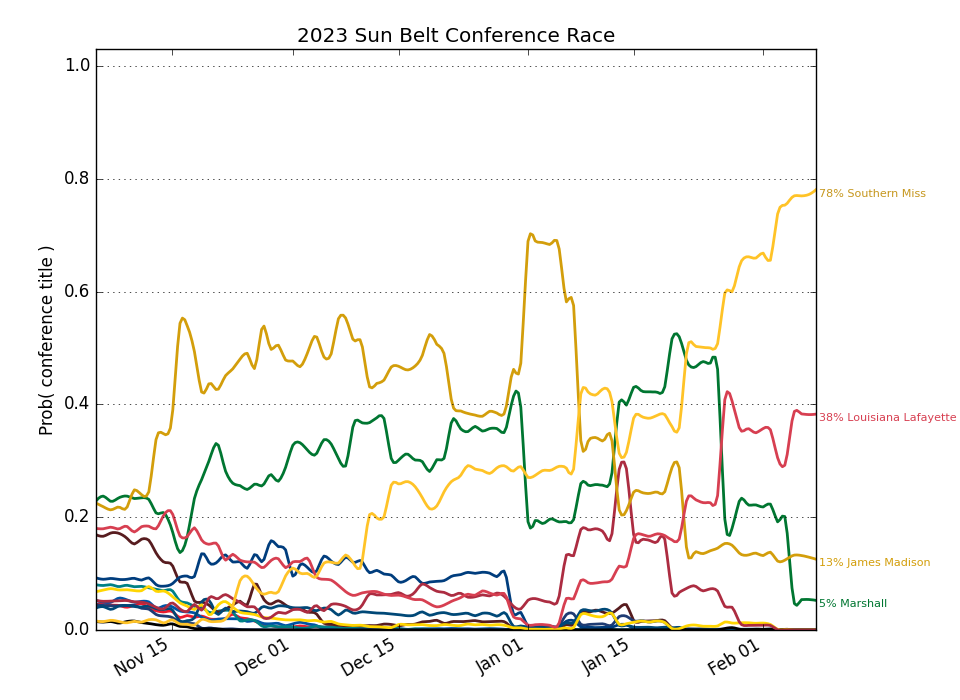 2023 Sun Belt Conference Race
Prob( conference title )
1.0
0.8
0.6
0.4
0.2
0.0
Nov 15
Dec 01
Dec 15
Jan 01
Jan 15
Feb 01
78% Southern Miss
38% Louisiana Lafayette
13% James Madison
5% Marshall